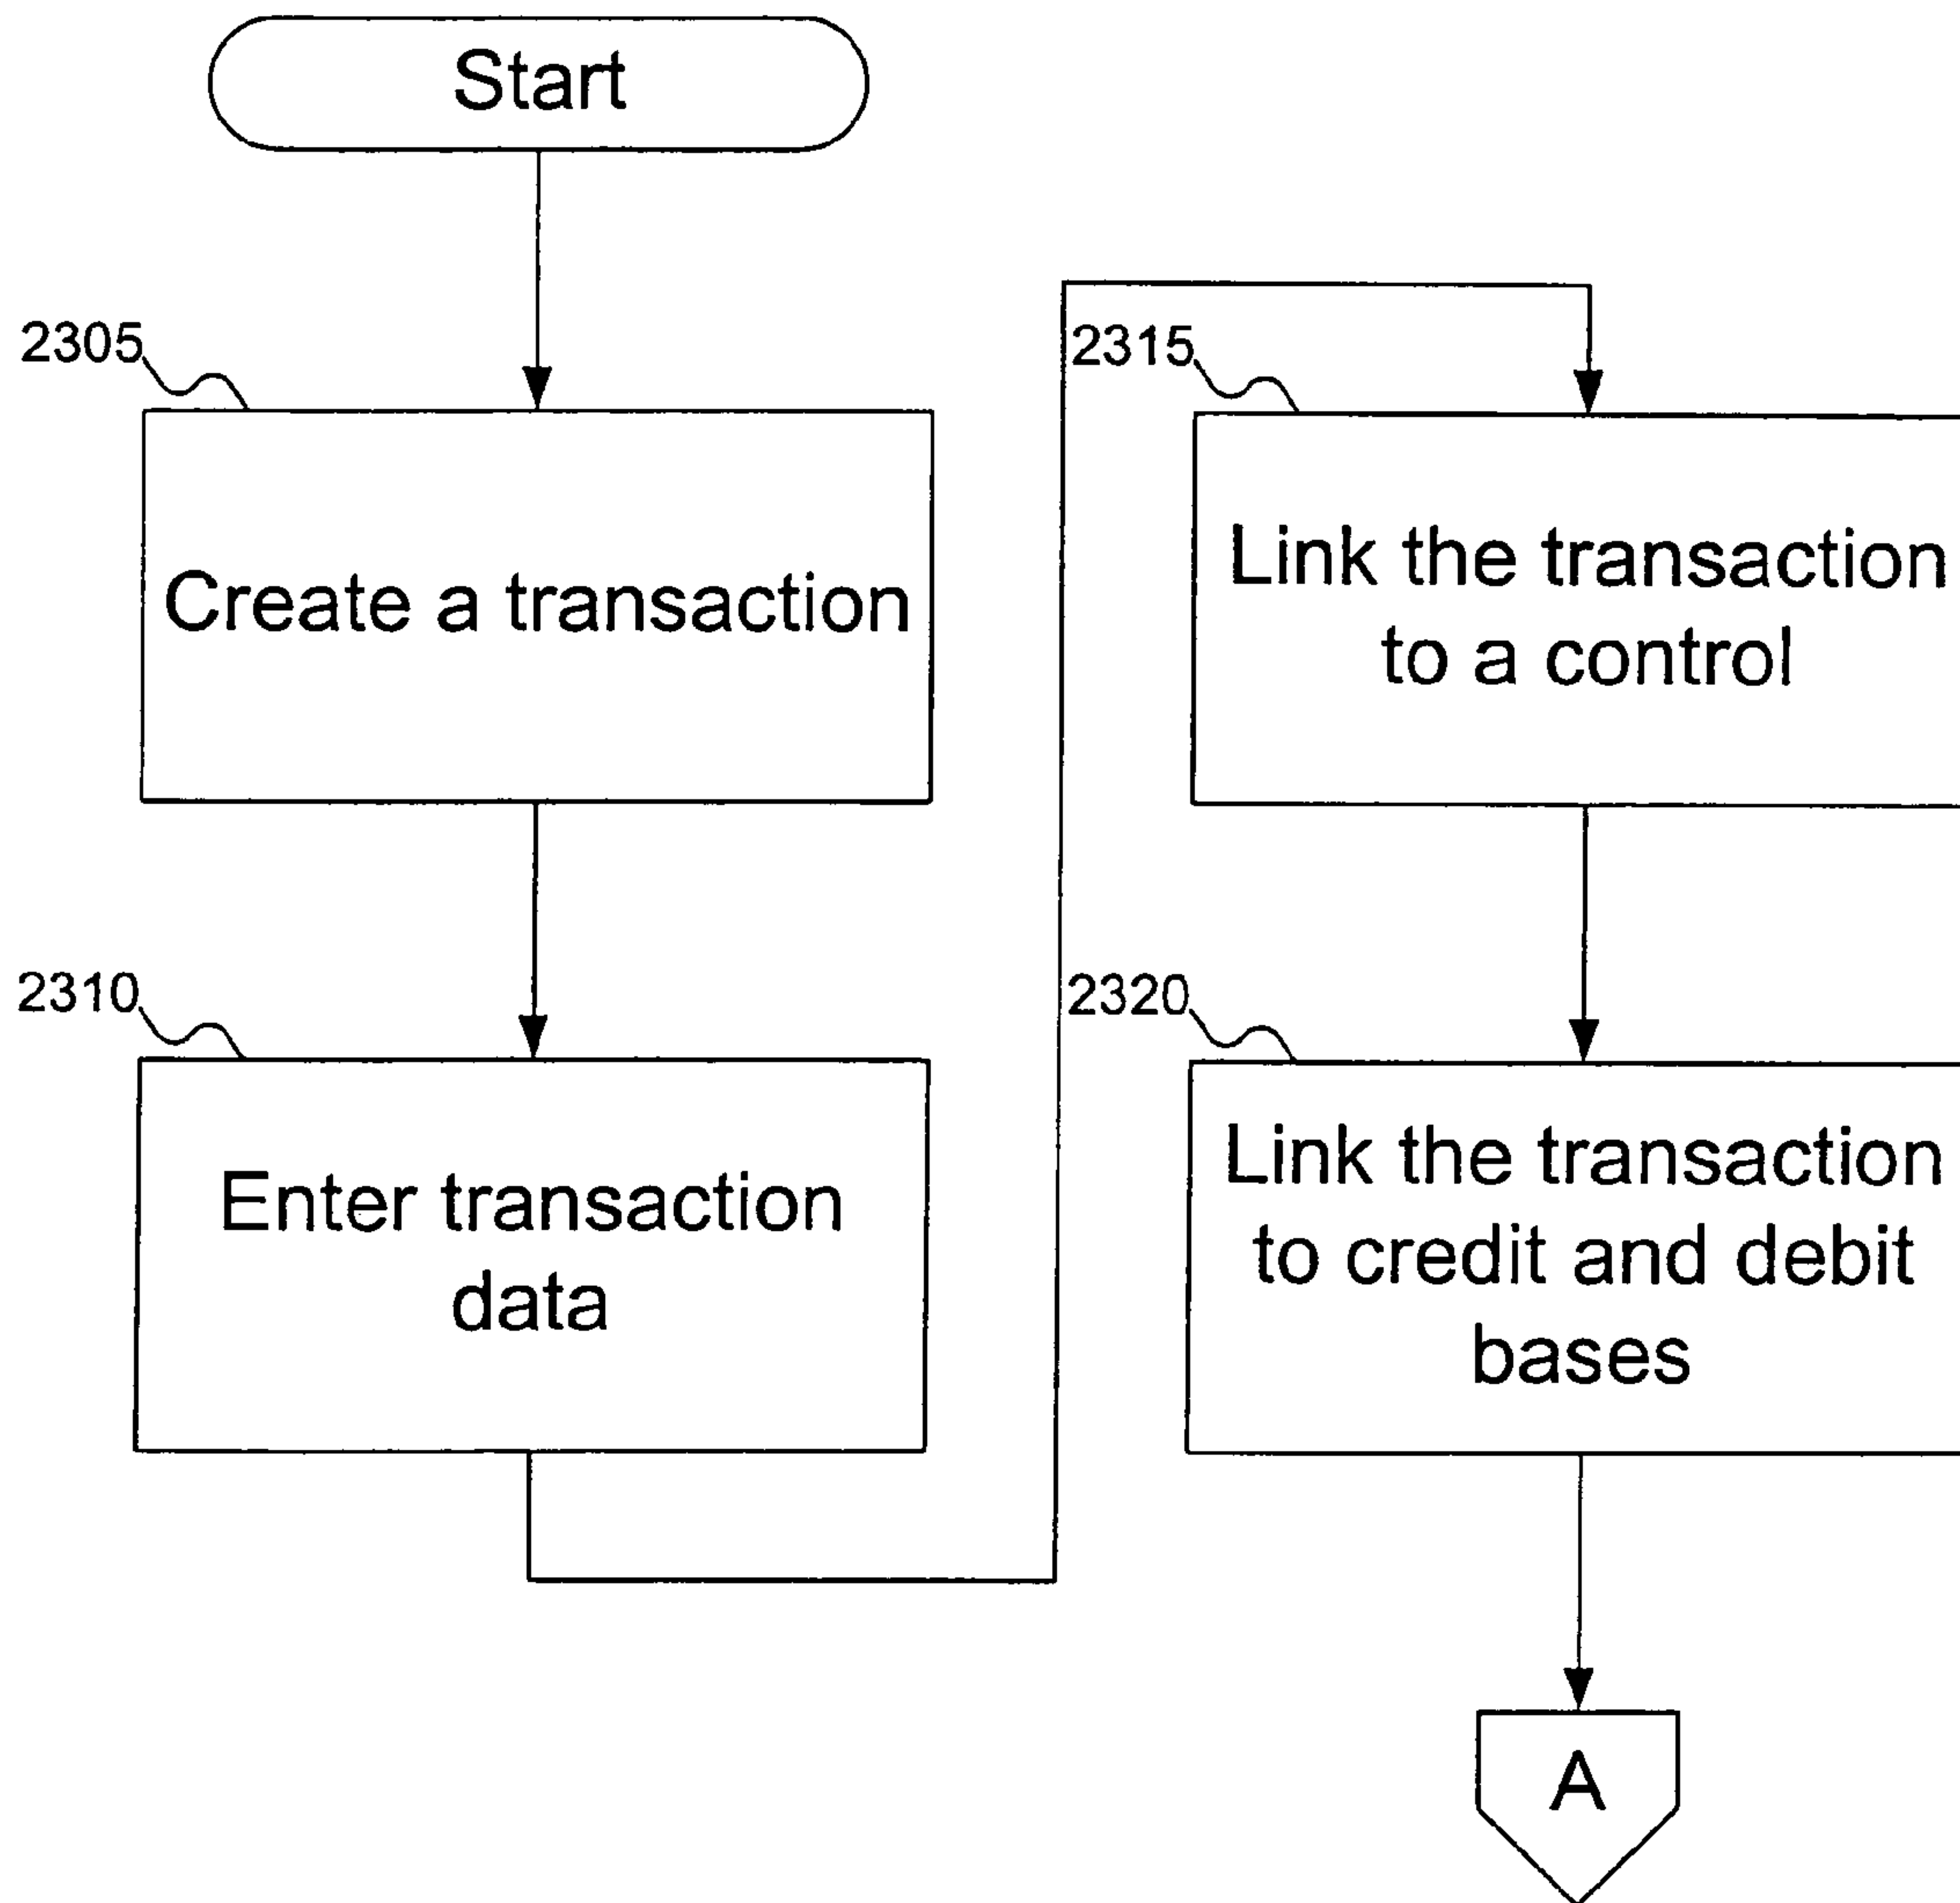 Start
2305
Create a transaction
2310
Enter transaction
data
2315
Link the transaction
to a control
2320
Link the transaction
to credit and debit
bases
A